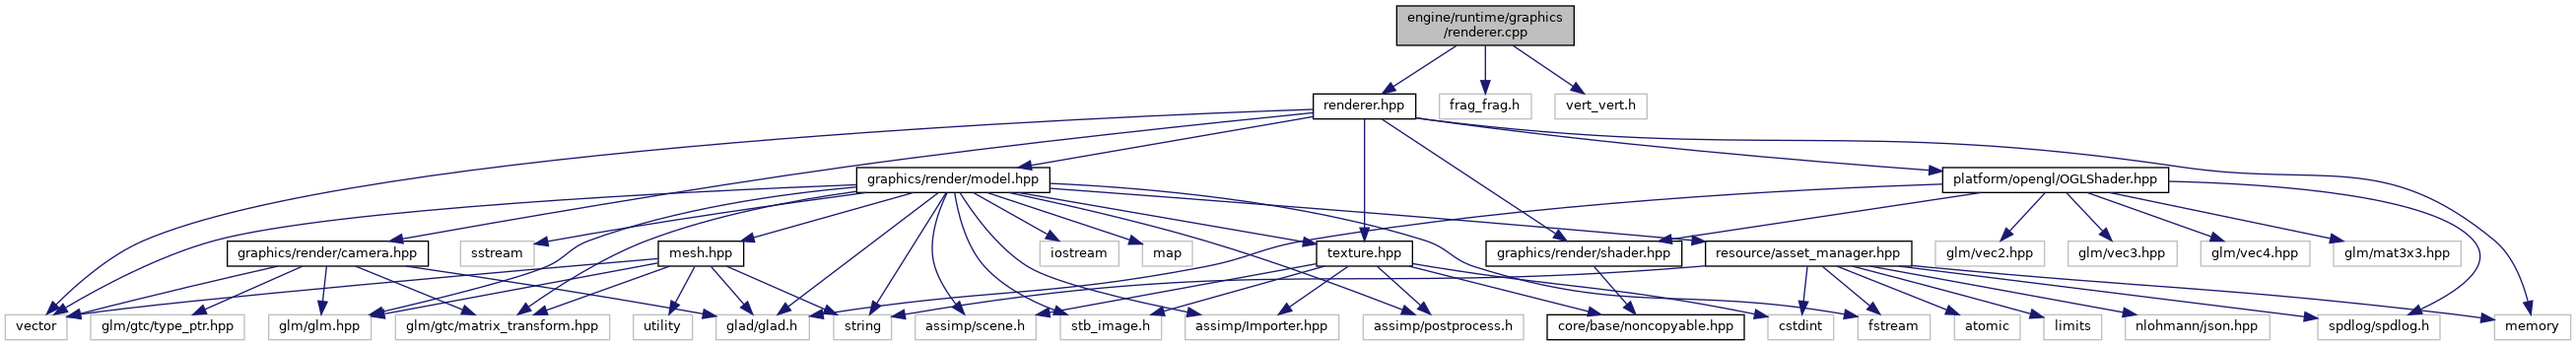 engine/runtime/graphics
/renderer.cpp
renderer.hpp
frag_frag.h
vert_vert.h
graphics/render/model.hpp
platform/opengl/OGLShader.hpp
graphics/render/camera.hpp
sstream
mesh.hpp
iostream
map
texture.hpp
graphics/render/shader.hpp
resource/asset_manager.hpp
glm/vec2.hpp
glm/vec3.hpp
glm/vec4.hpp
glm/mat3x3.hpp
vector
glm/gtc/type_ptr.hpp
glm/glm.hpp
glm/gtc/matrix_transform.hpp
utility
glad/glad.h
string
assimp/scene.h
stb_image.h
assimp/Importer.hpp
assimp/postprocess.h
core/base/noncopyable.hpp
cstdint
fstream
atomic
limits
nlohmann/json.hpp
spdlog/spdlog.h
memory